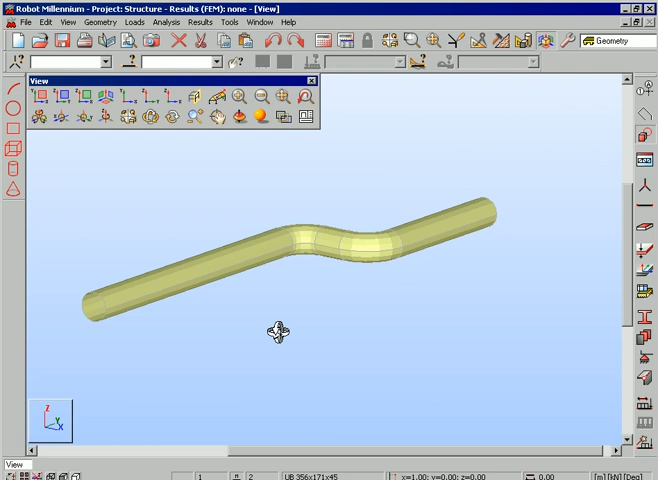 Robot Millennium - Project: Structure - Results (FEM): none - [View]
File Edit View Geometry Loads Analysis Results Tools Window Help
Geometry
View
Z
Y
X
View
1 2 UB 356x171x45 x=1.00; y=0.00; z=0.00 0.00 [m] [kN] [Deg]